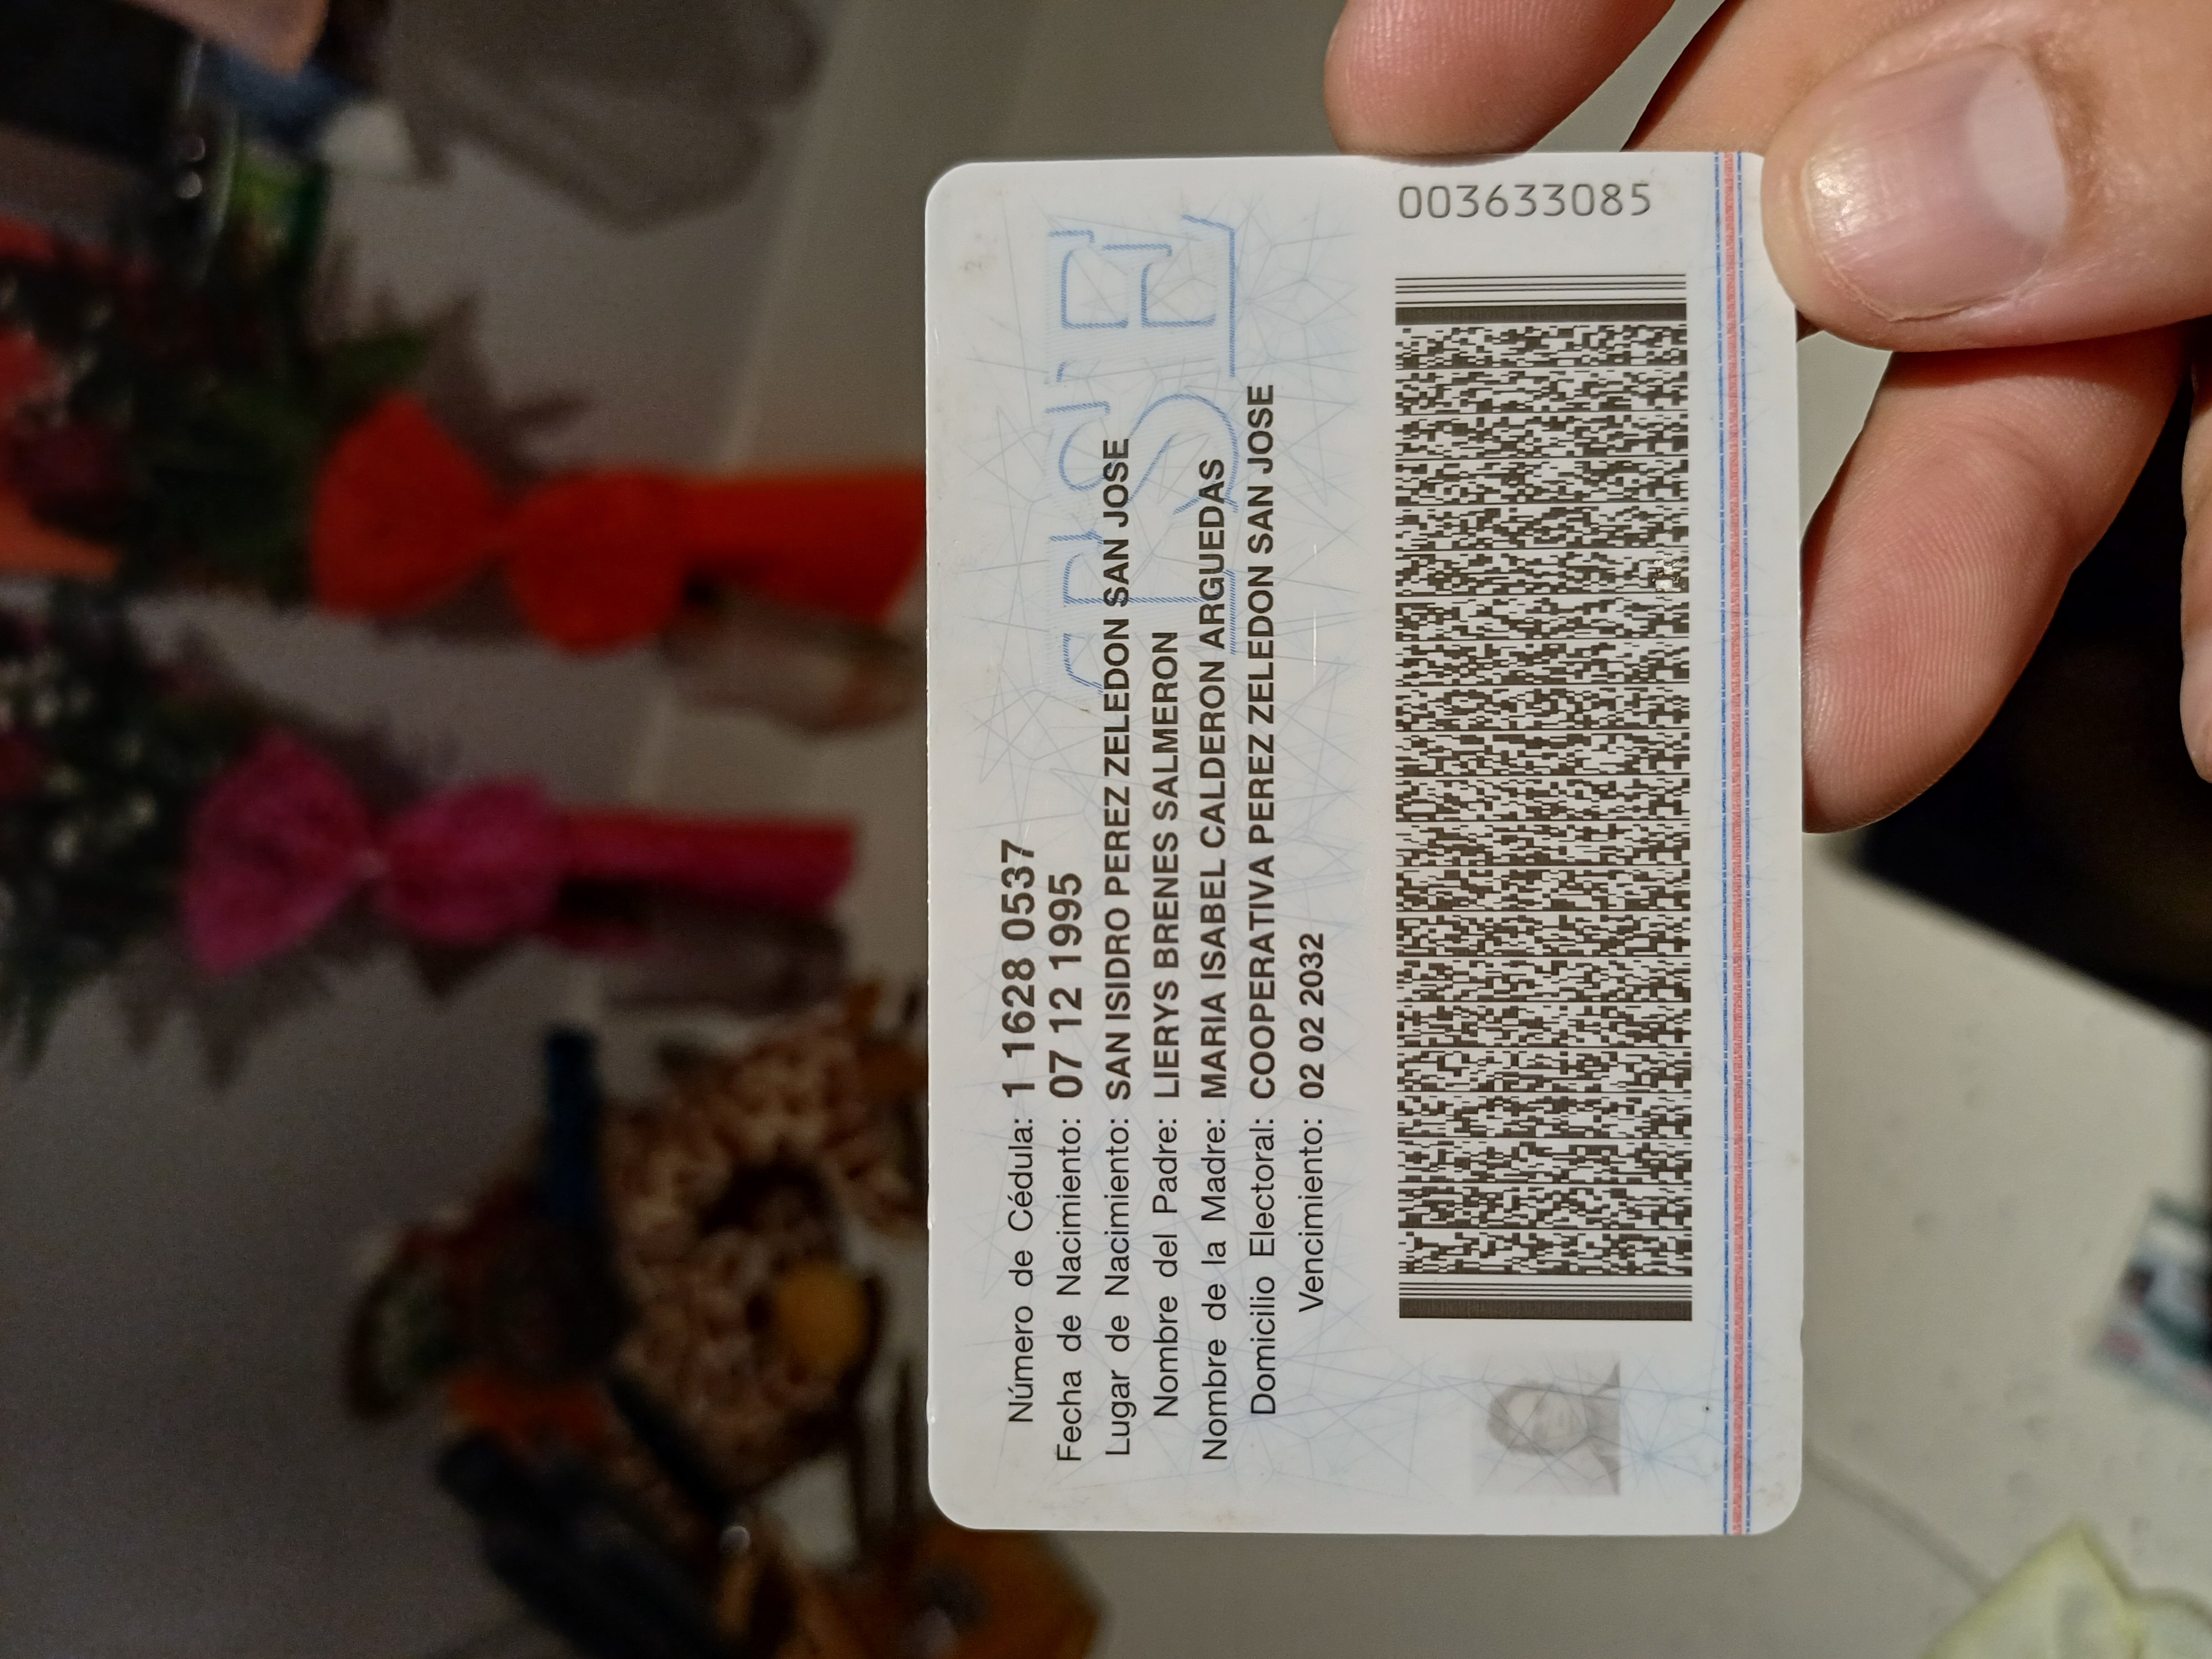 Número de Cédula: 1 1628 0537
Fecha de Nacimiento: 07 12 1995
Lugar de Nacimiento: SAN ISIDRO PEREZ ZELEDON SAN JOSE
Nombre del Padre: LIERYS BRENES SALMERON
Nombre de la Madre: MARIA ISABEL CALDERON ARGUEDAS
Domicilio Electoral: COOPERATIVA PEREZ ZELEDON SAN JOSE
Vencimiento: 02 02 2032
003633085